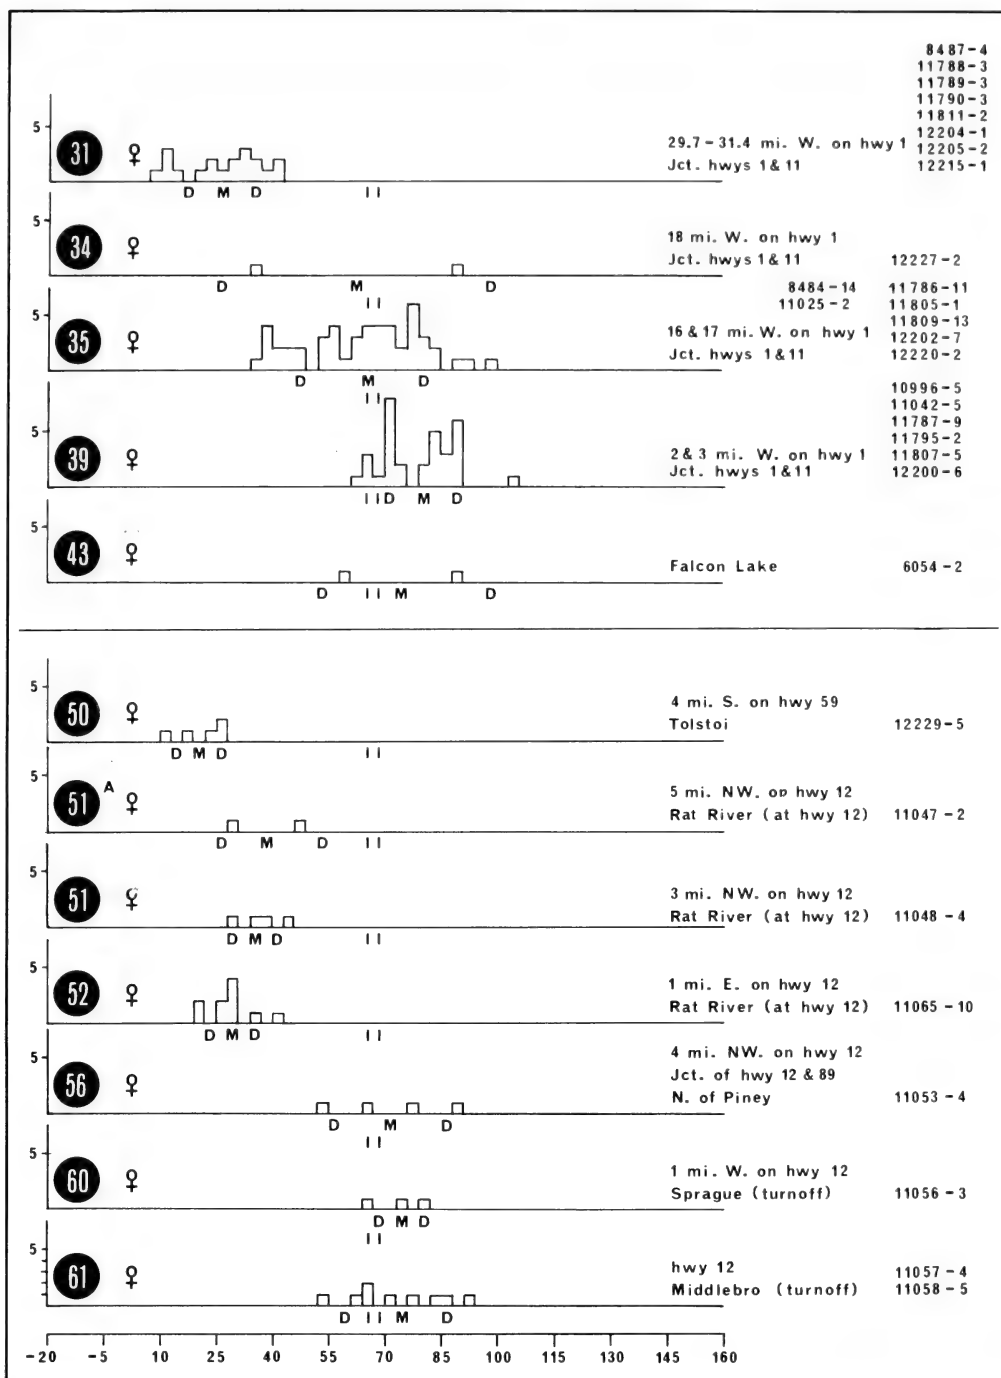 8487-4
11788-3
11789-3
11790-3
11811-2
12204-1
5 31 ♀ 29.7-31.4 mi. W. on hwy 1 12205-2
Jct. hwys 1 & 11 12215-1
D M D I I
5 34 ♀ 18 mi. W. on hwy 1
Jct. hwys 1 & 11 12227-2
D M D
I I 8484-14 11786-11
11025-2 11805-1
11809-13
5 35 ♀ 16 & 17 mi. W. on hwy 1 12202-7
Jct. hwys 1 & 11 12220-2
D M D
I I 10996-5
11042-5
11787-9
11795-2
5 39 ♀ 2 & 3 mi. W. on hwy 1 11807-5
Jct. hwys 1 & 11 12200-6
I I D M D
5 43 ♀ Falcon Lake 6054-2
D I I M D
5 50 ♀ 4 mi. S. on hwy 59
Tolstoi 12229-5
D M D I I
5 51 A ♀ 5 mi. NW. on hwy 12
Rat River (at hwy 12) 11047-2
D M D I I
5 51 ♀ 3 mi. NW. on hwy 12
Rat River (at hwy 12) 11048-4
D M D I I
5 52 ♀ 1 mi. E. on hwy 12
Rat River (at hwy 12) 11065-10
D M D I I
5 56 ♀ 4 mi. NW. on hwy 12
Jct. of hwy 12 & 89
N. of Piney 11053-4
D M D
I I
5 60 ♀ 1 mi. W. on hwy 12
Sprague (turnoff) 11056-3
D M D
I I
5 61 ♀ hwy 12 11057-4
Middlebro (turnoff) 11058-5
D I I M D
-20 -5 10 25 40 55 70 85 100 115 130 145 160